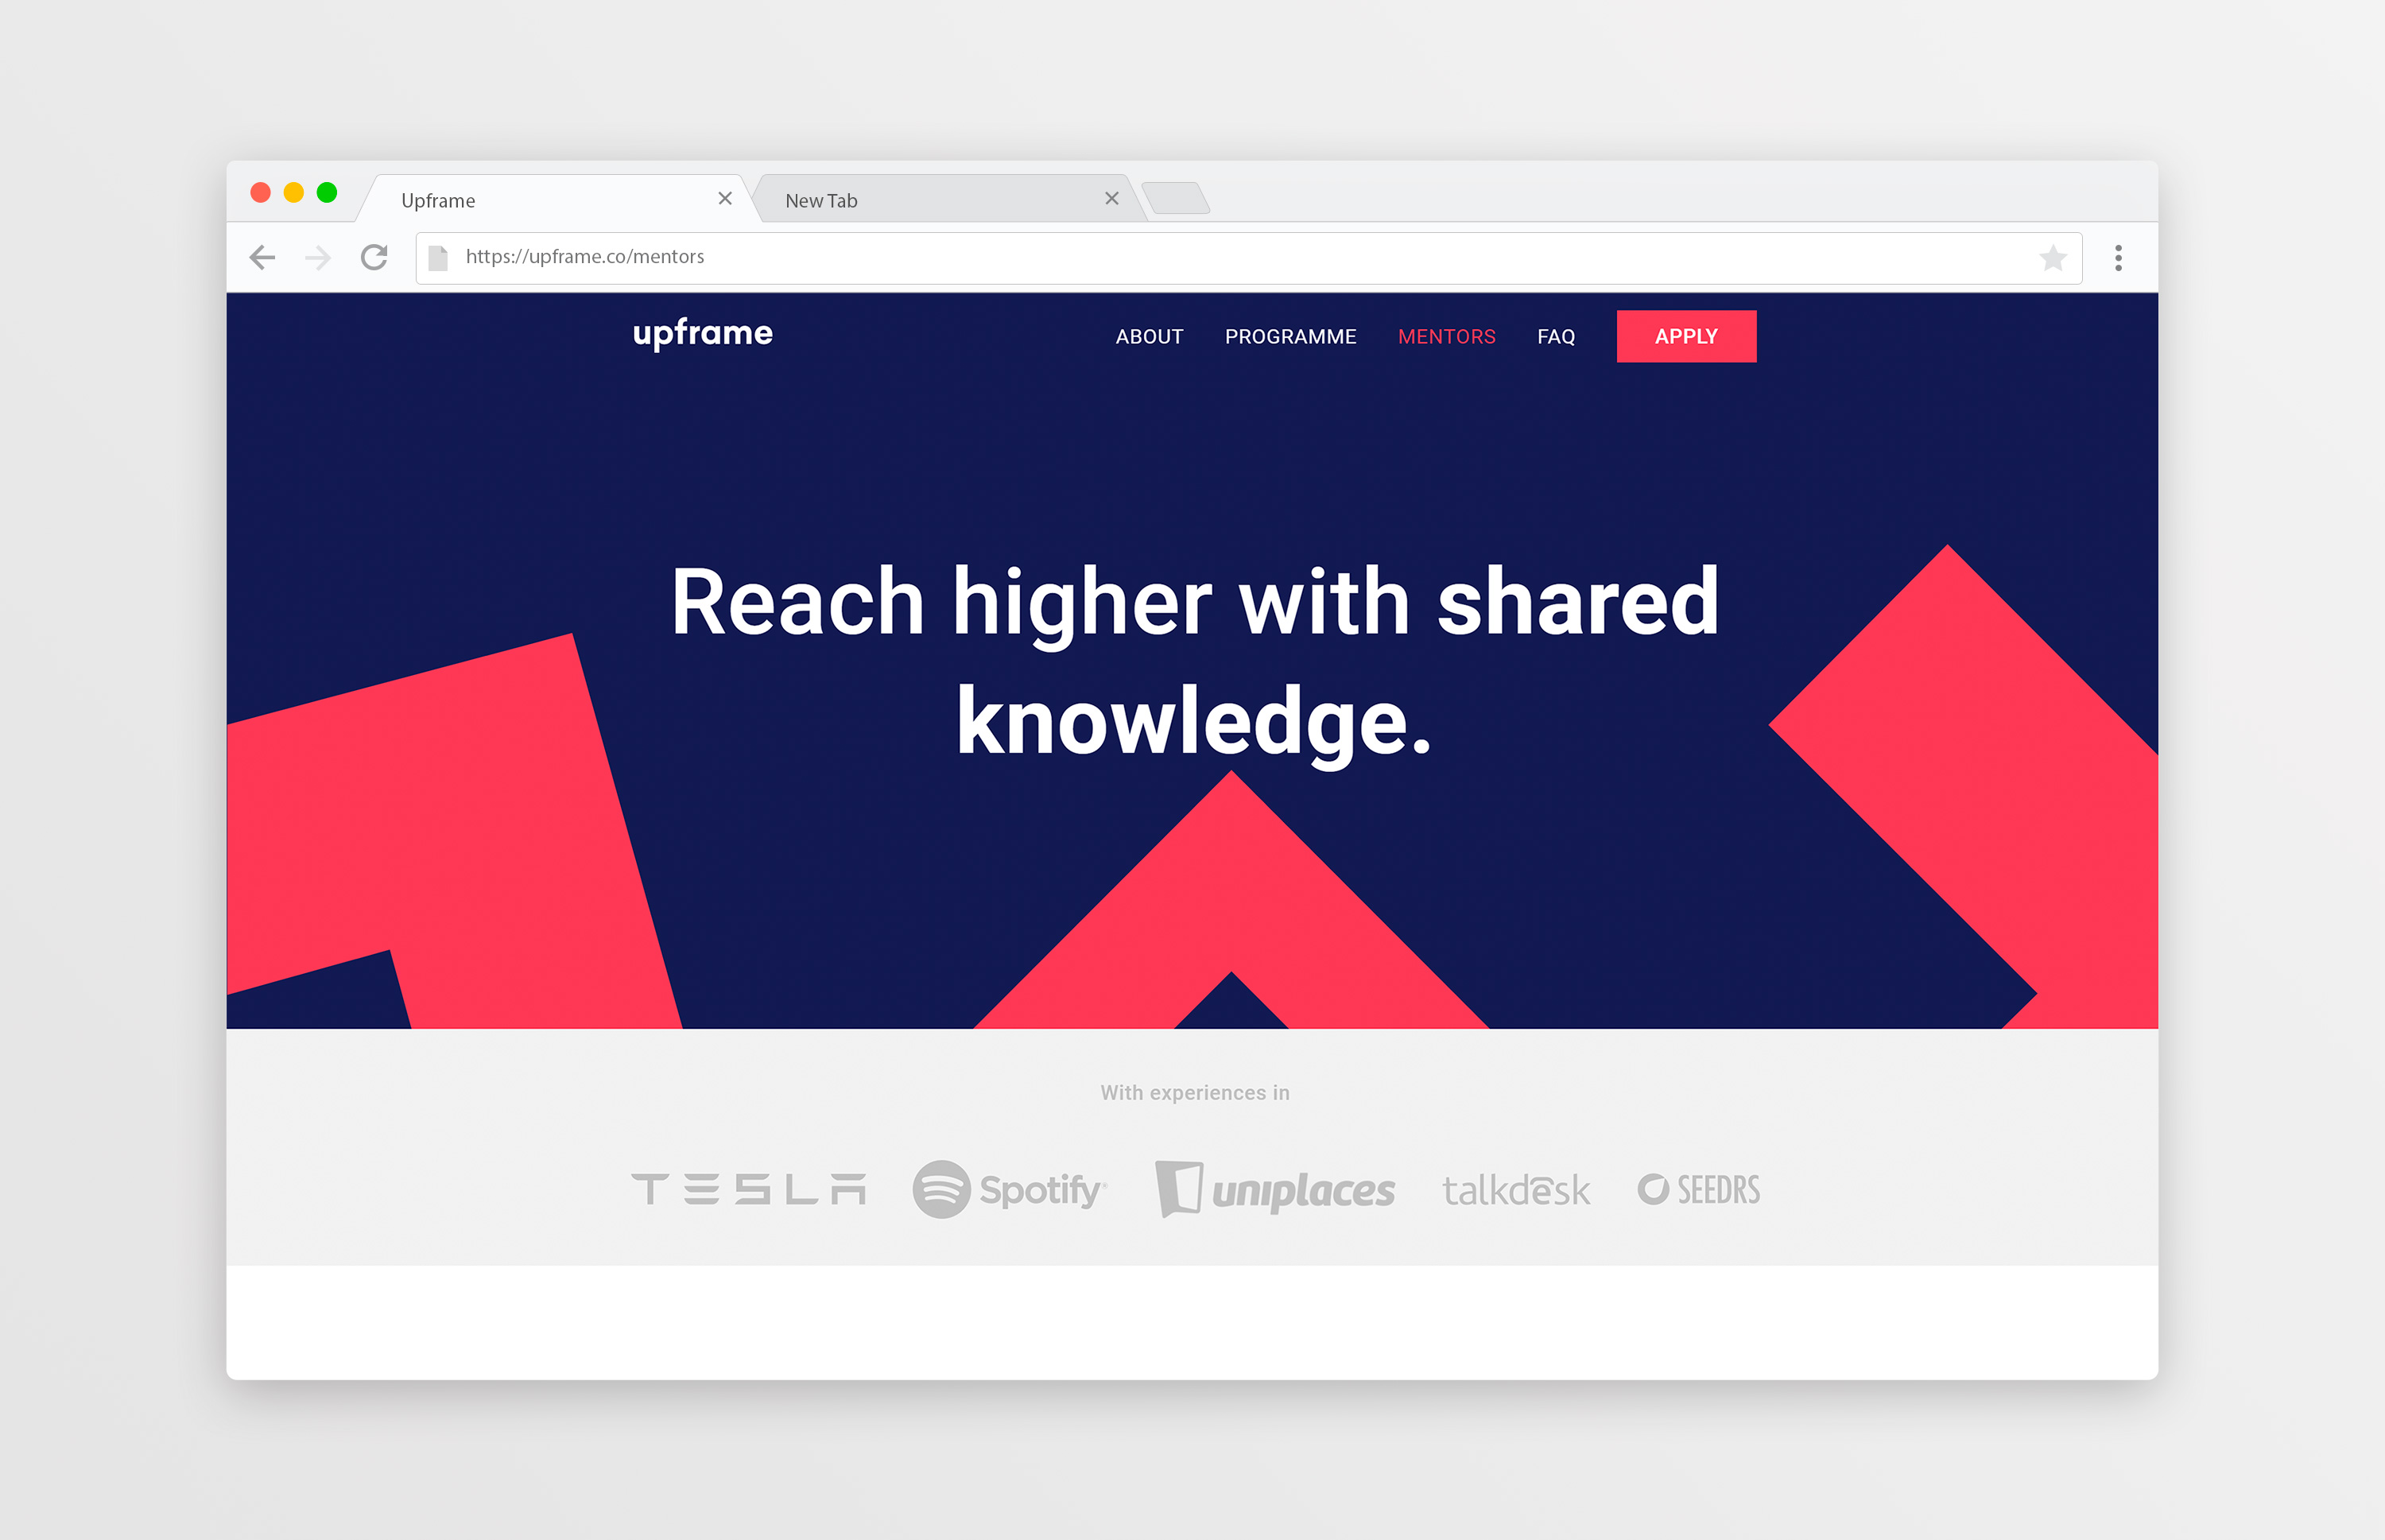 Upframe
New Tab
https://upframe.co/mentors
upframe
ABOUT PROGRAMME MENTORS FAQ APPLY
Reach higher with shared
knowledge.
With experiences in
TESLA Spotify uniplaces talkdesk SEEDRS